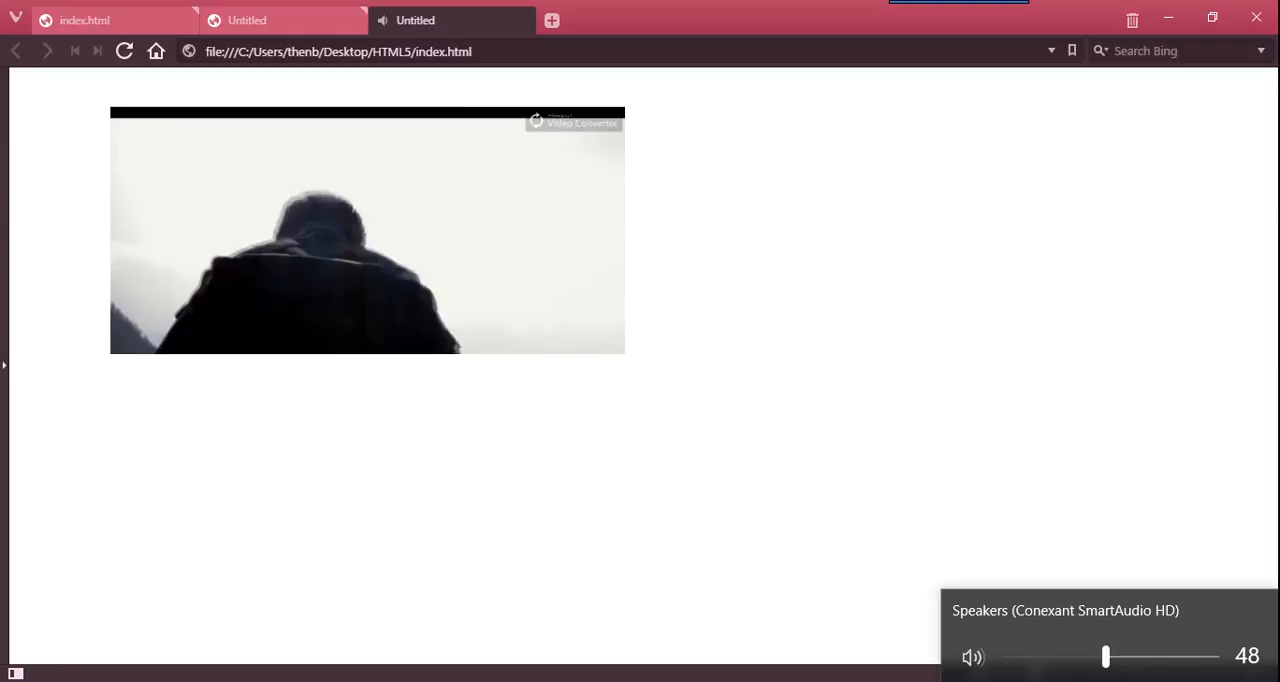 index.html
Untitled
Untitled
file:///C:/Users/thenb/Desktop/HTML5/index.html
Search Bing
Video Converter
Speakers (Conexant SmartAudio HD)
48